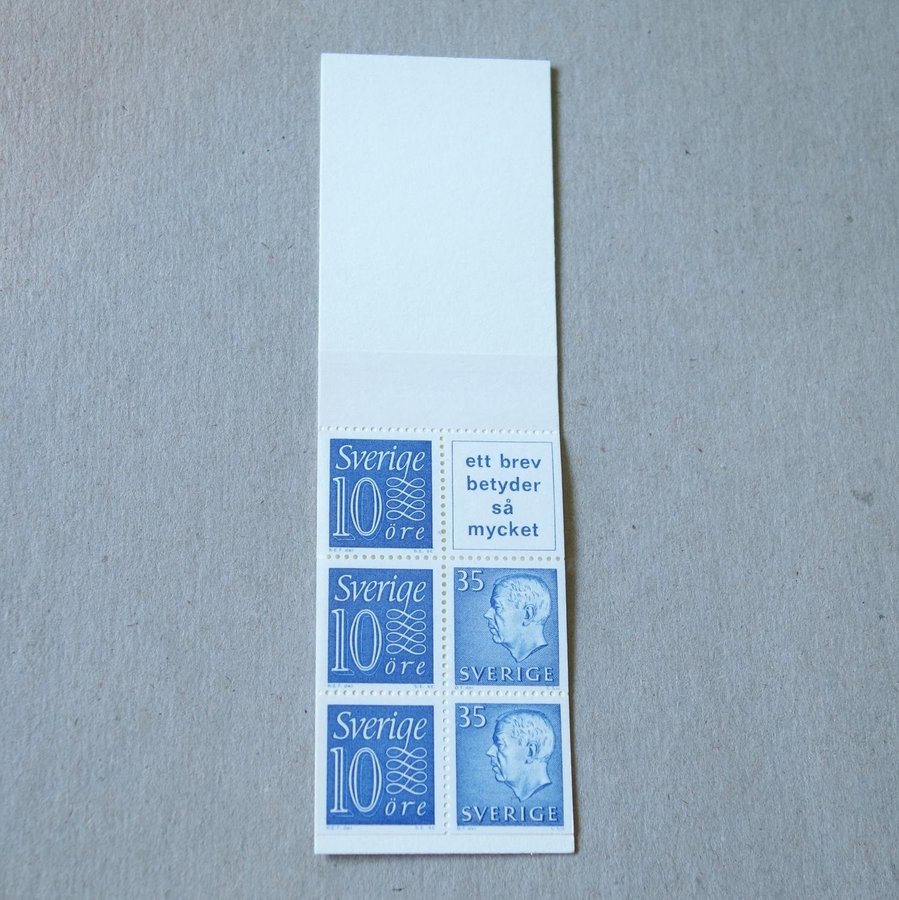 Sverige
10
öre
ett brev
betyder
så
mycket
Sverige
10
öre
35
SVERIGE
Sverige
10
öre
35
SVERIGE